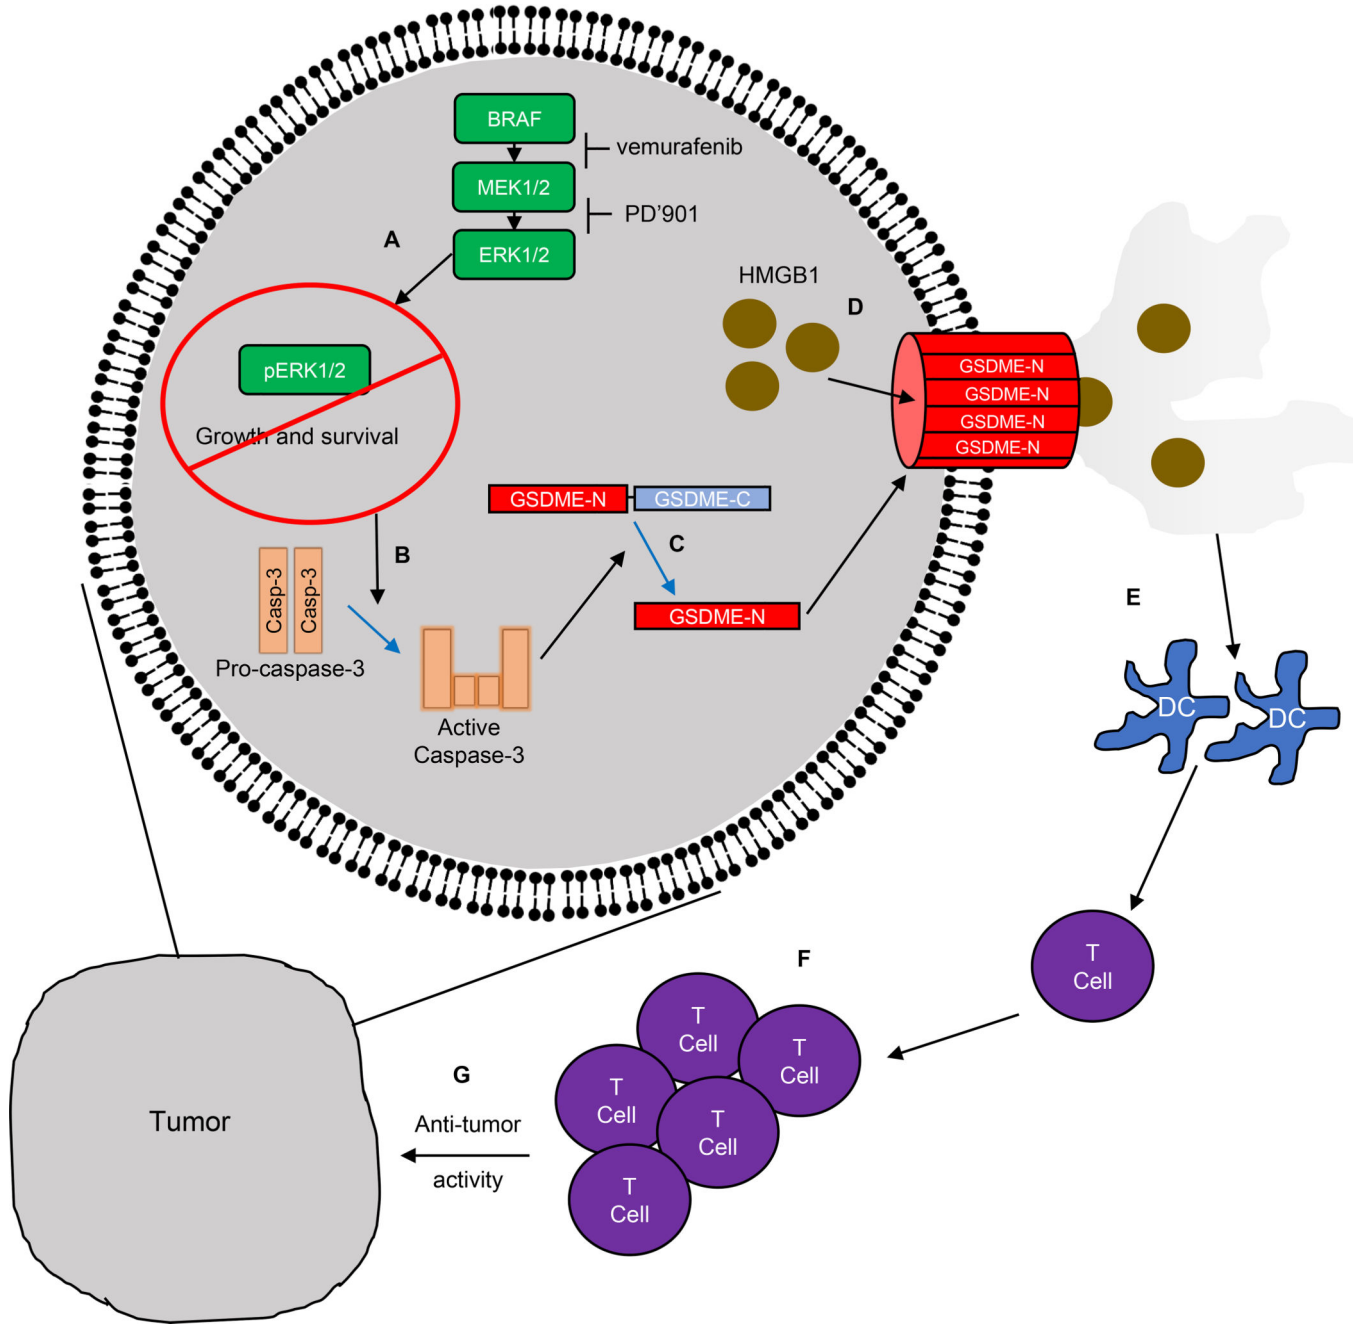 BRAF
vemurafenib
MEK1/2
PD'901
A
ERK1/2
HMGB1
D
pERK1/2
Growth and survival
GSDME-N
GSDME-N
GSDME-N
GSDME-N
GSDME-N
GSDME-C
B
C
Casp-3
Casp-3
GSDME-N
Pro-caspase-3
Active
Caspase-3
E
DC
DC
T
Cell
F
T
Cell
T
Cell
T
Cell
T
Cell
T
Cell
G
Anti-tumor
activity
Tumor